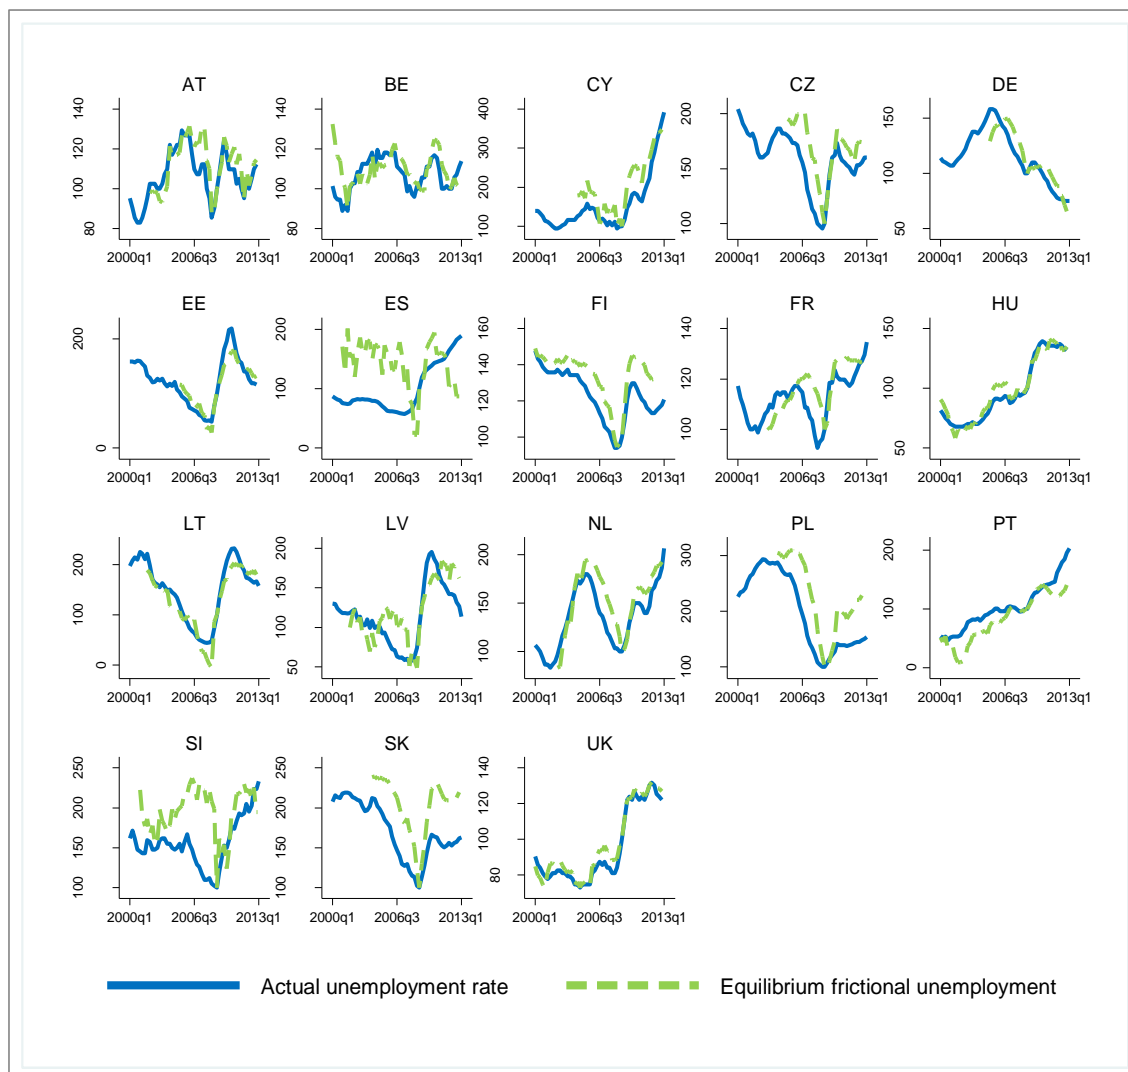 AT BE CY CZ DE
80 100 120 140
80 100 120 140
100 200 300 400
100 150 200
50 100 150
2000q1 2006q3 2013q1 2000q1 2006q3 2013q1 2000q1 2006q3 2013q1 2000q1 2006q3 2013q1 2000q1 2006q3 2013q1
EE ES FI FR HU
0 100 200
0 100 200
100 120 140 160
100 120 140
50 100 150
2000q1 2006q3 2013q1 2000q1 2006q3 2013q1 2000q1 2006q3 2013q1 2000q1 2006q3 2013q1 2000q1 2006q3 2013q1
LT LV NL PL PT
0 100 200
50 100 150 200
100 150 200
100 200 300
0 100 200
2000q1 2006q3 2013q1 2000q1 2006q3 2013q1 2000q1 2006q3 2013q1 2000q1 2006q3 2013q1 2000q1 2006q3 2013q1
SI SK UK
100 150 200 250
100 150 200 250
80 100 120 140
2000q1 2006q3 2013q1 2000q1 2006q3 2013q1 2000q1 2006q3 2013q1
Actual unemployment rate Equilibrium frictional unemployment